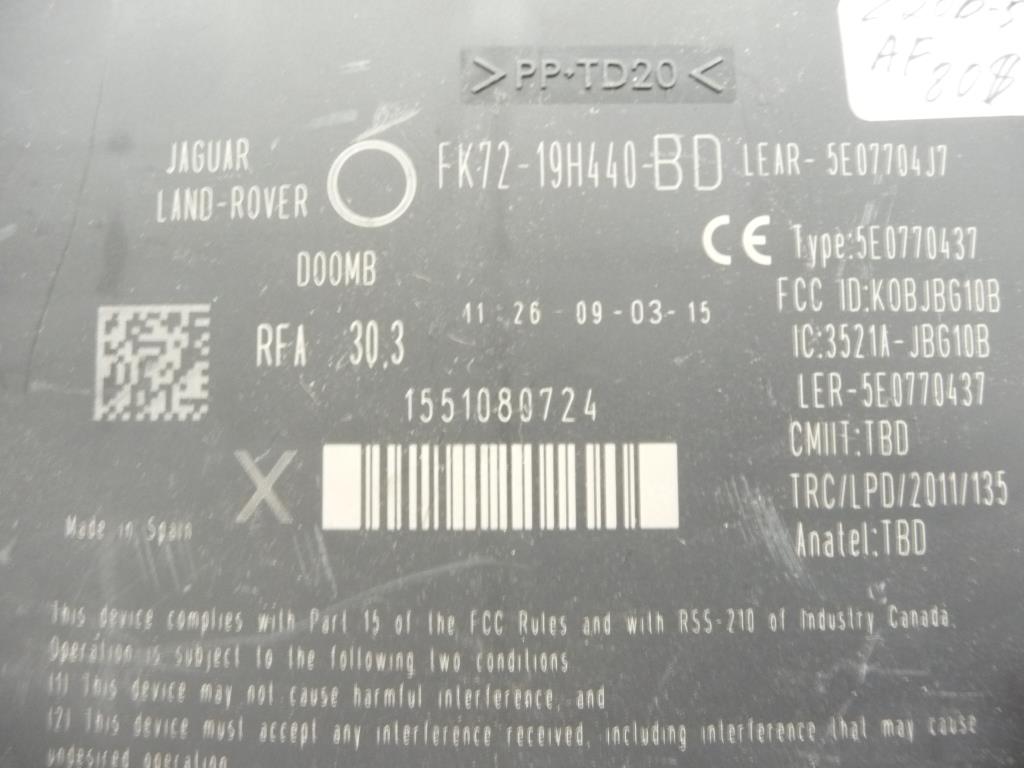 >PP+TD20<
AF
JAGUAR
LAND-ROVER
FK72-19H440-BD
LEAR- 5E07704J7
CE
Type:5E0770437
D00MB
FCC ID:K0BJBG10B
11 26 - 09-03-15
RFA 30.3
IC:3521A-JBG10B
1551080724
LER-5E0770437
CMIIT:TBD
X
TRC/LPD/2011/135
Made in Spain
Anatel:TBD
This device complies with Part 15 of the FCC Rules and with RSS-210 of Industry Canada.
Operation is subject to the following two conditions
(1) This device may not cause harmful interference, and
(2) This device must accept any interference received, including interference that may cause
undesired operation